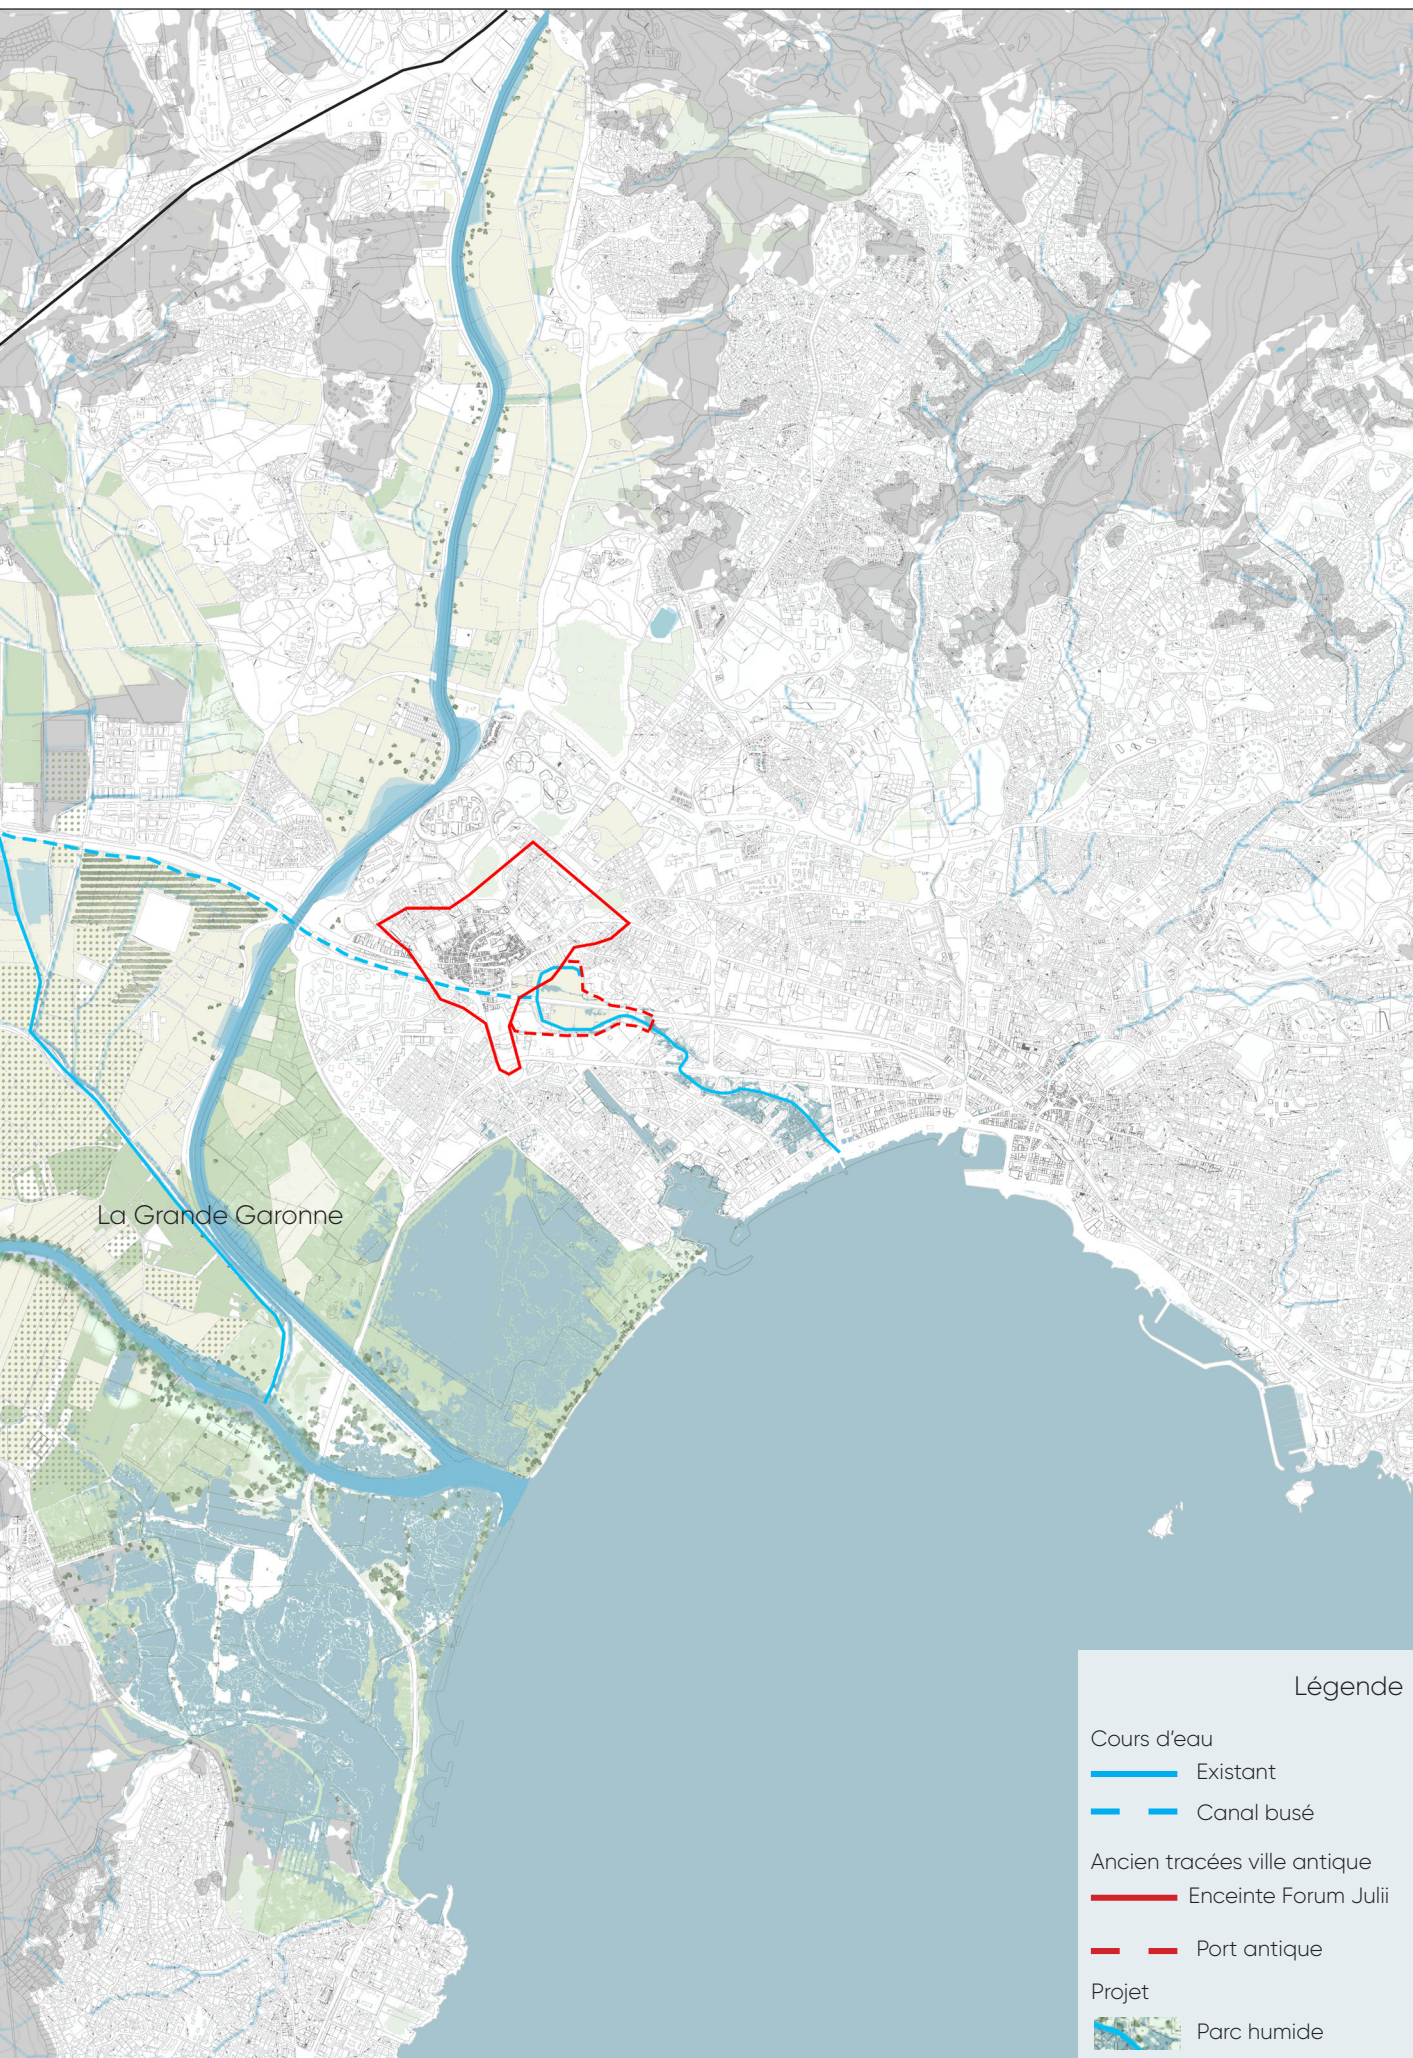 La Grande Garonne
Légende
Cours d'eau
Existant
Canal busé
Ancien tracées ville antique
Enceinte Forum Julii
Port antique
Projet
Parc humide